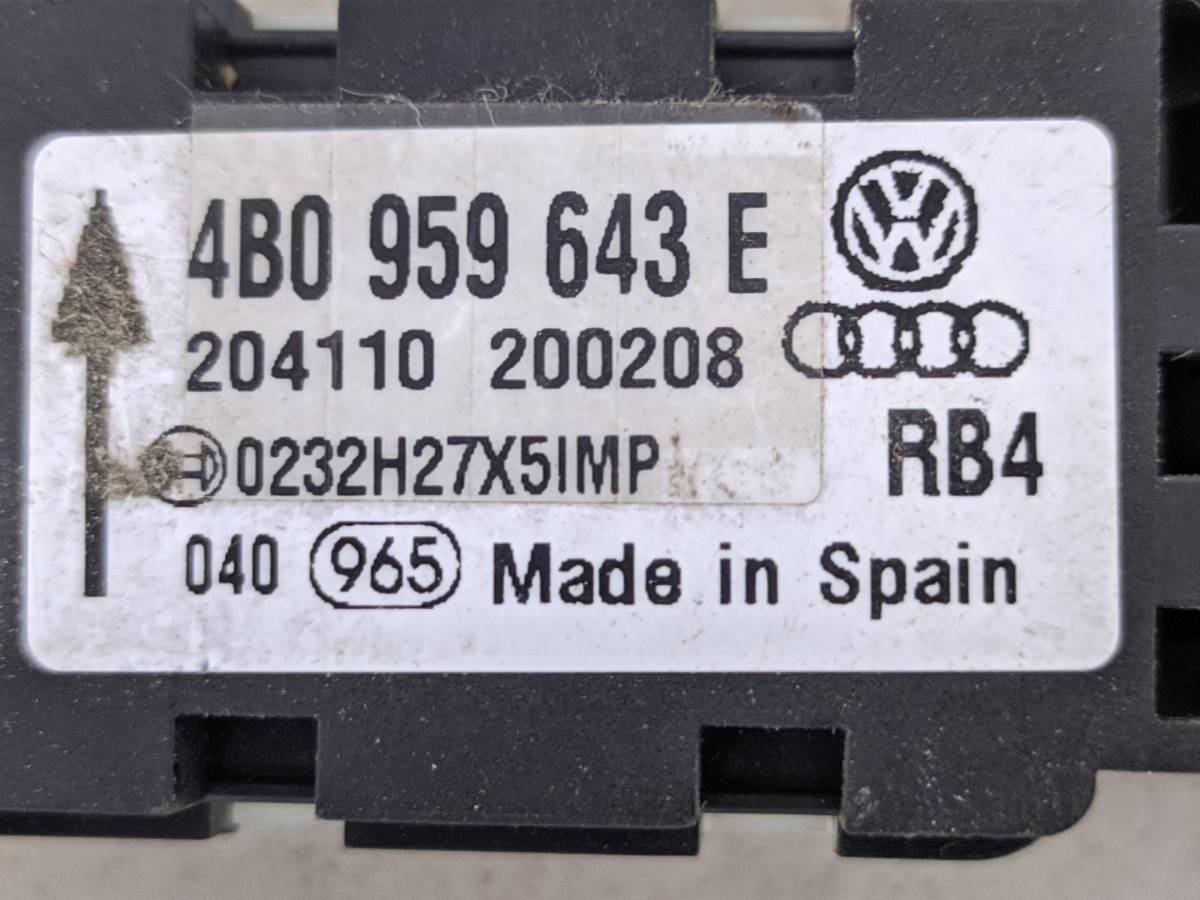 4B0 959 643 E
204110 200208
0232H27X5IMP
RB4
040 965 Made in Spain